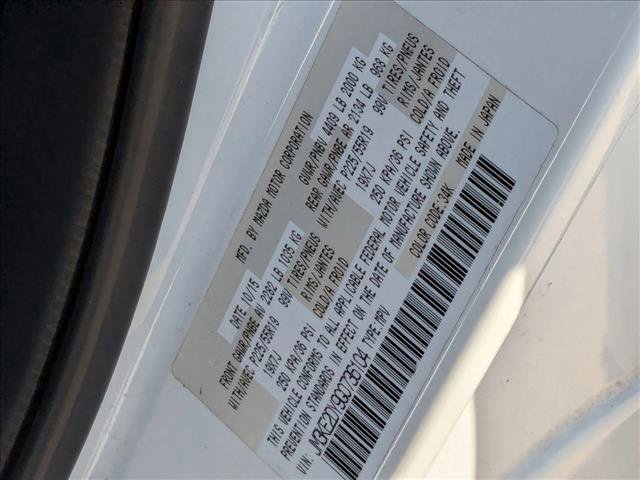 MFD. BY MAZDA MOTOR CORPORATION
DATE: 10/15 GVWR/PNBV 4409 LB 2000 KG
FRONT GAWR/PNBE AV 2282 LB 1035 KG REAR GAWR/PNBE AR 2134 LB 968 KG
WITH/AVEC P225/55R19 99V TIRES/PNEUS WITH/AVEC P225/55R19 99V TIRES/PNEUS
19X7J RIMS/JANTES 19X7J RIMS/JANTES
250 KPA/36 PSI COLD/A FROID 250 KPA/36 PSI COLD/A FROID
THIS VEHICLE CONFORMS TO ALL APPLICABLE FEDERAL MOTOR VEHICLE SAFETY AND THEFT
PREVENTION STANDARDS IN EFFECT ON THE DATE OF MANUFACTURE SHOWN ABOVE.
VIN: TYPE:MPV COLOR CODE:34K MADE IN JAPAN